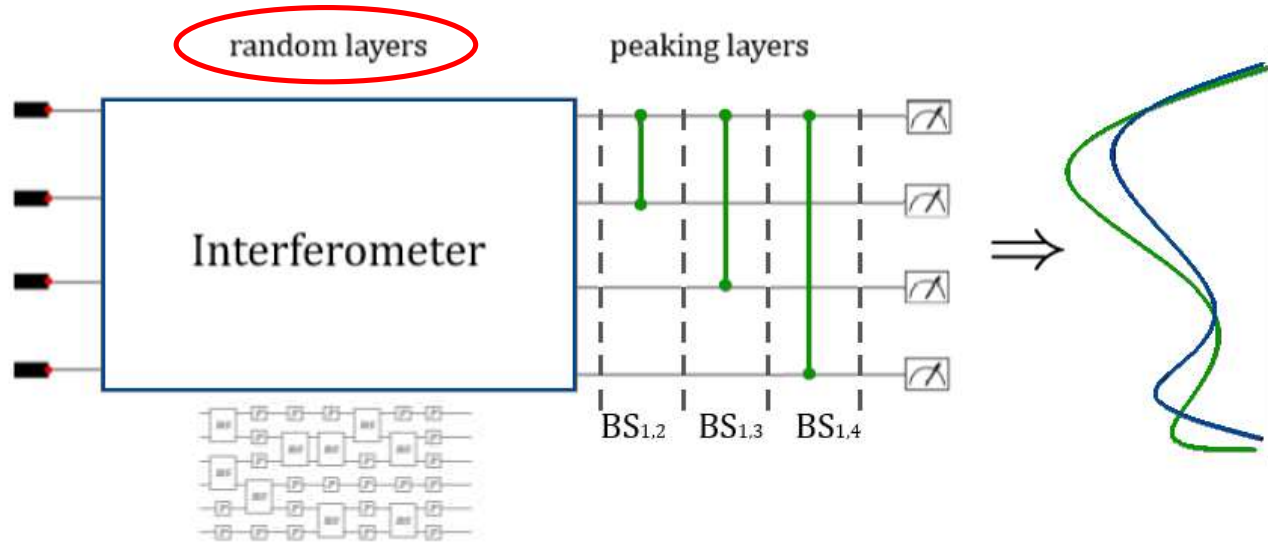 random layers
peaking layers
Interferometer
BS1,2
BS1,3
BS1,4